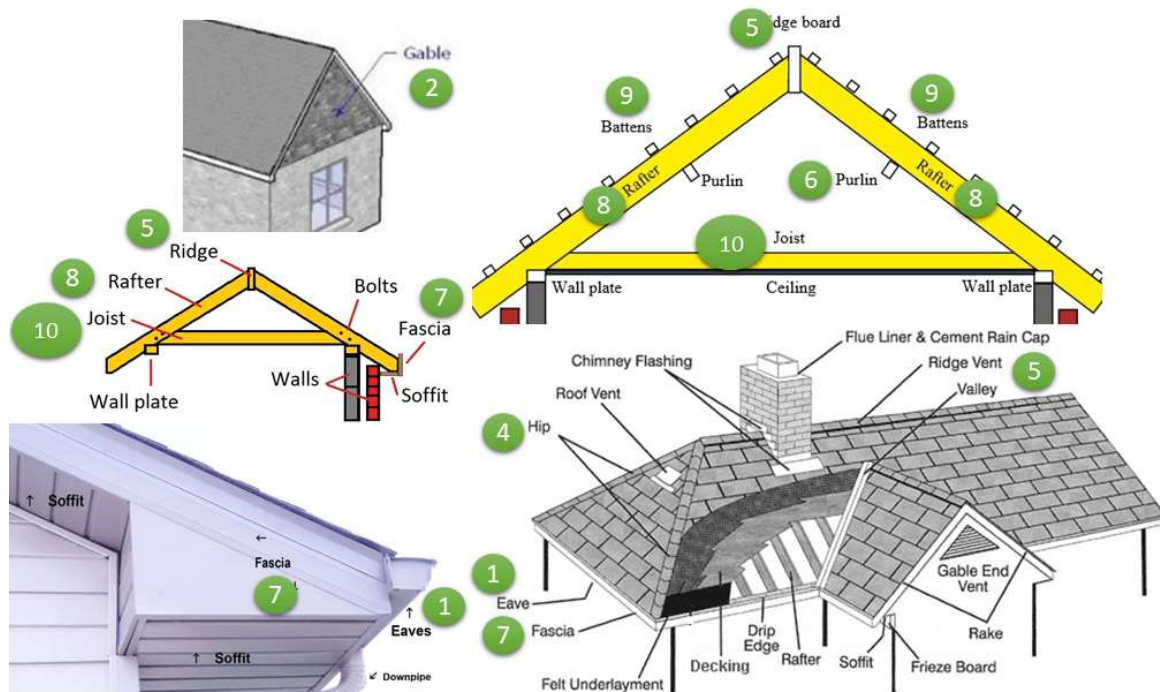 Gable
2
5
Ridge
8
Rafter
Bolts
7
10
Joist
Fascia
Walls
Soffit
Wall plate
5
idge board
9
Battens
9
Battens
Rafter
8
Purlin
6
Purlin
Rafter
8
10
Joist
Wall plate
Ceiling
Wall plate
↑ Soffit
←
Fascia
7
1
↑
Eaves
↑ Soffit
↙ Downpipe
Flue Liner & Cement Rain Cap
Chimney Flashing
Ridge Vent
5
Roof Vent
Valley
4
Hip
1
Eave
7
Fascia
Felt Underlayment
Decking
Drip
Edge
Rafter
Soffit
Gable End
Vent
Rake
Frieze Board